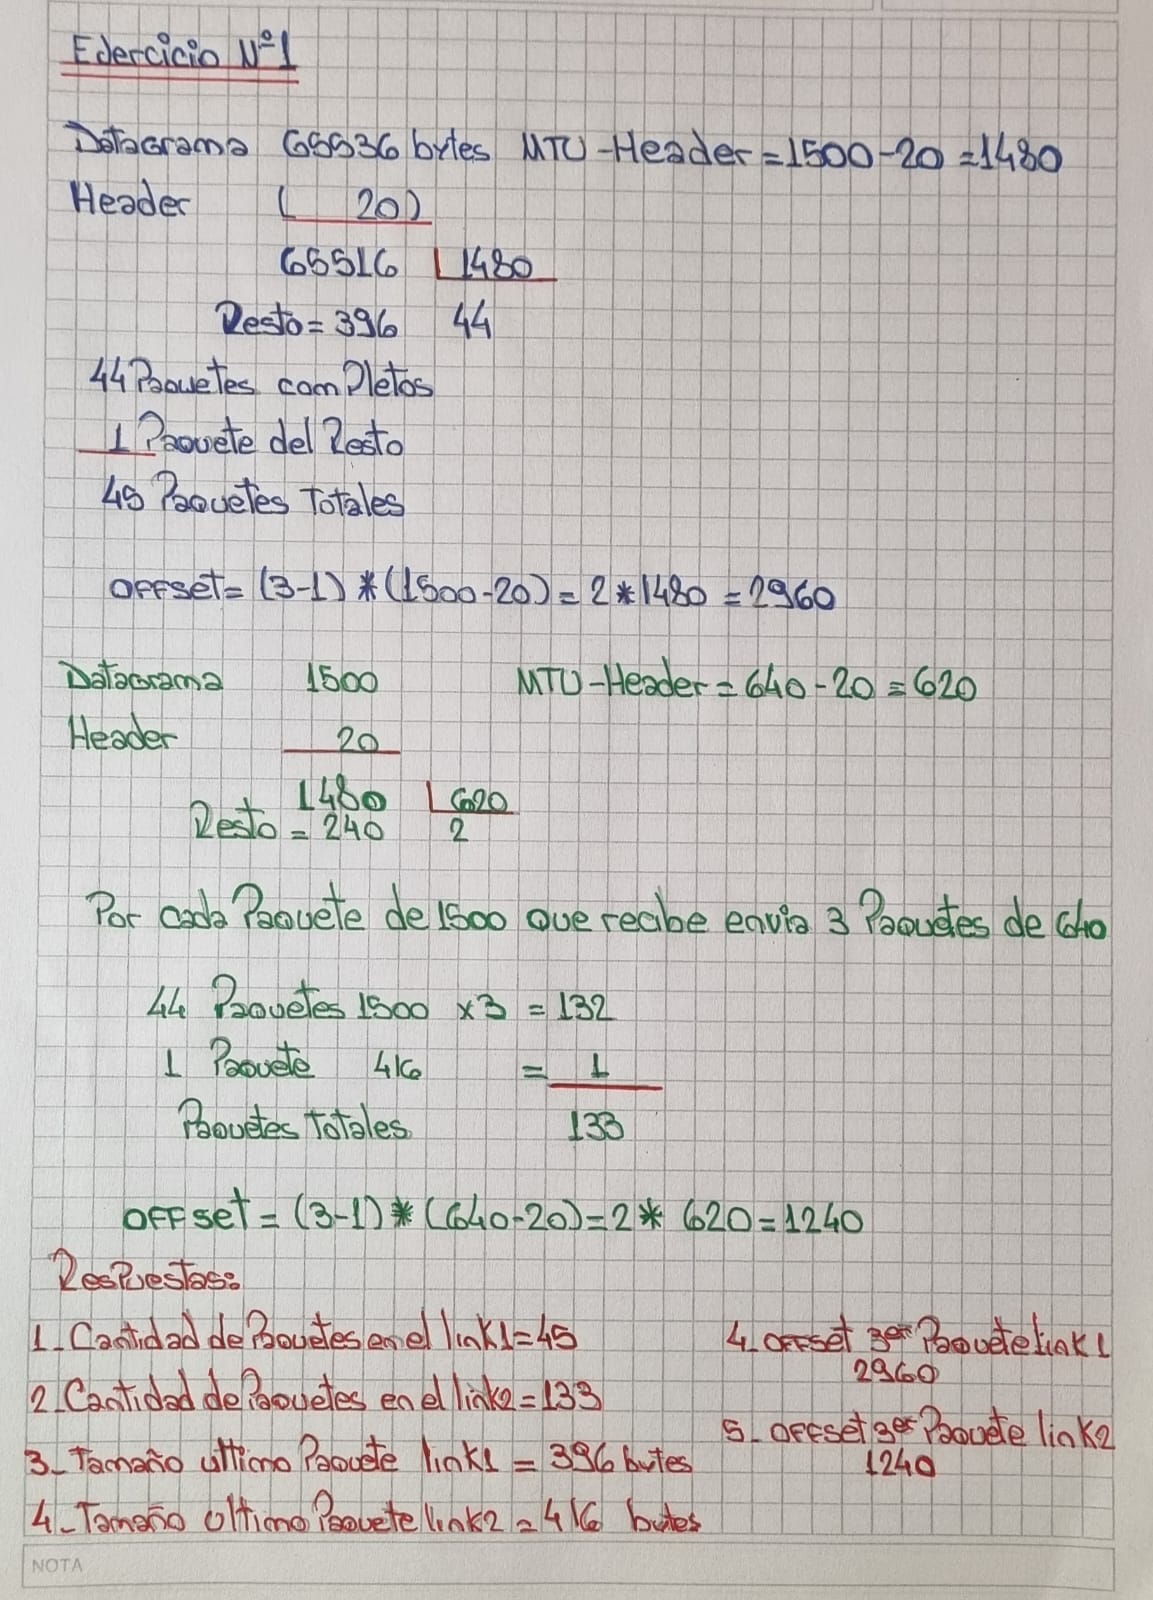 Ejercicio Nº1
Datagrama 65536 bytes MTU-Header=1500-20=1480
Header ( 20)
65516 1480
Resto=396 44
44 Paquetes completos
1 Paquete del Resto
45 Paquetes Totales
offset=(3-1)*(1500-20)=2*1480=2960
Datagrama 1500 MTU-Header=640-20=620
Header 20
1480 620
Resto=240 2
Por cada Paquete de 1500 que recibe envia 3 Paquetes de 640
44 Paquetes 1500 x3 =132
1 Paquete 416 = 1
Paquetes Totales 133
offset=(3-1)*(640-20)=2* 620=1240
Respuestas:
1-Cantidad de Paquetes en el link1=45
2-Cantidad de Paquetes en el link2=133
3-Tamaño ultimo Paquete link1 = 396 bytes
4-Tamaño ultimo Paquete link2=416 bytes
4-offset 3er Paquete link1
2960
5-offset 3er Paquete link2
1240
NOTA